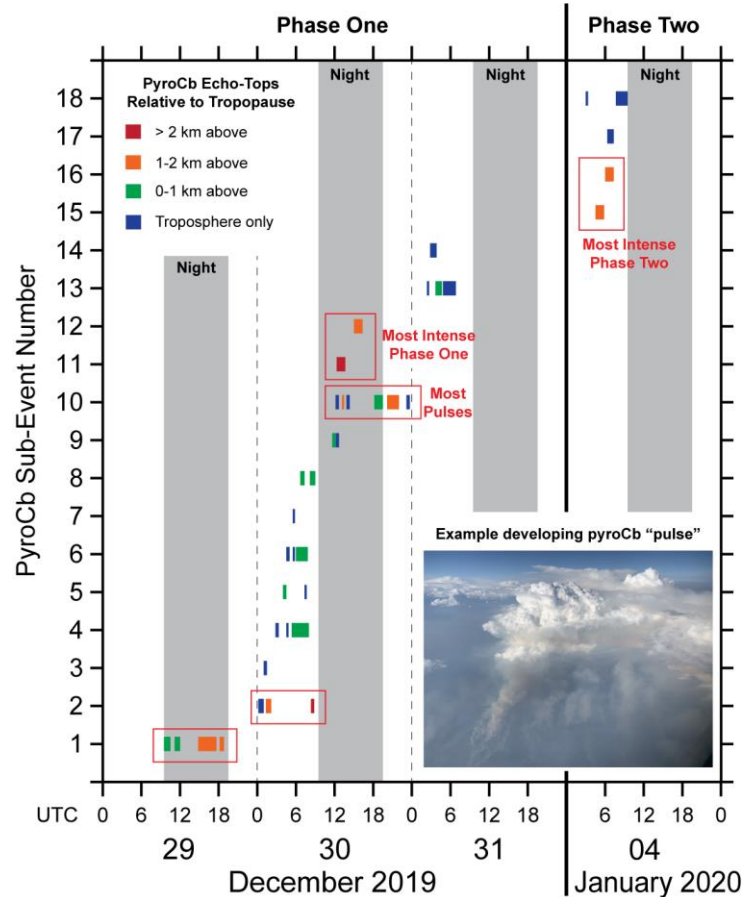 Phase One
Phase Two
PyroCb Echo-Tops
Relative to Tropopause
> 2 km above
1-2 km above
0-1 km above
Troposphere only
Night
Night
Night
Night
18
17
16
15
14
13
12
11
10
9
8
7
6
5
4
3
2
1
PyroCb Sub-Event Number
Most Intense
Phase Two
Most Intense
Phase One
Most
Pulses
Example developing pyroCb “pulse”
UTC 0 6 12 18 0 6 12 18 0 6 12 18 0 6 12 18 0
29 30 31 04
December 2019 January 2020